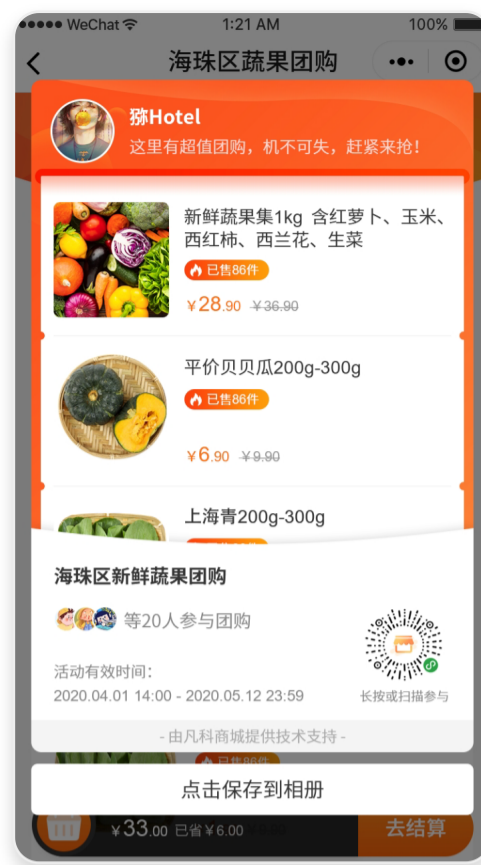 WeChat
1:21 AM
100%
海珠区蔬果团购
猕Hotel
这里有超值团购，机不可失，赶紧来抢！
新鲜蔬果集1kg 含红萝卜、玉米、
西红柿、西兰花、生菜
已售86件
￥28.90 ￥36.90
平价贝贝瓜200g-300g
已售86件
￥6.90 ￥9.90
上海青200g-300g
海珠区新鲜蔬果团购
等20人参与团购
活动有效时间：
2020.04.01 14:00 - 2020.05.12 23:59
长按或扫描参与
- 由凡科商城提供技术支持 -
已售86件
点击保存到相册
￥33.00 已省￥6.00
去结算